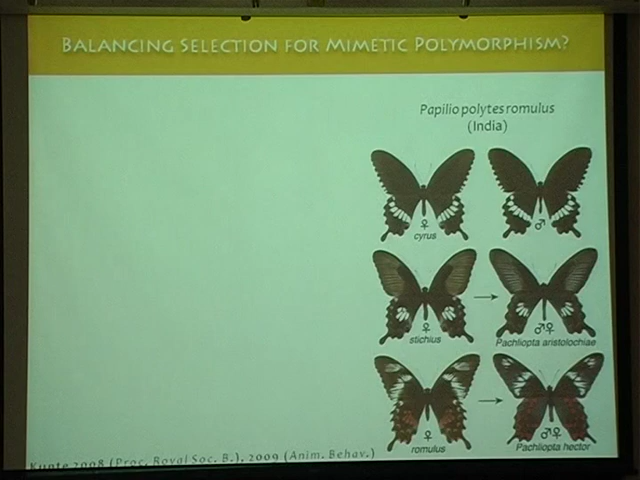 BALANCING SELECTION FOR MIMETIC POLYMORPHISM?
Papilio polytes romulus
(India)
♀
cyrus
♂
♀
stichius
♂♀
Pachliopta aristolochiae
♀
romulus
♂♀
Pachliopta hector
Kunte 2008 (Proc. Royal Soc. B.), 2009 (Anim. Behav.)